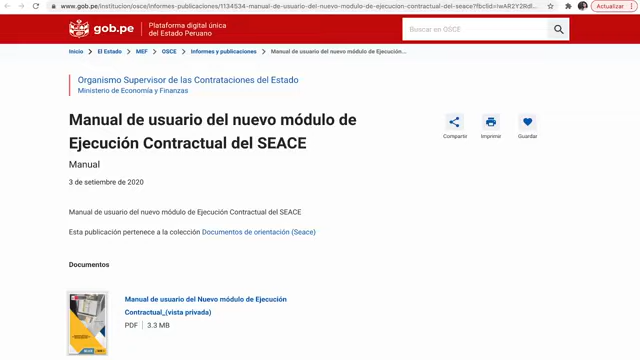 www.gob.pe/institucion/osce/informes-publicaciones/1134534-manual-de-usuario-del-nuevo-modulo-de-ejecucion-contractual-del-seace?fbclid=IwAR2Y2Rdl...
Actualizar
gob.pe
Plataforma digital única
del Estado Peruano
Buscar en OSCE
Inicio > El Estado > MEF > OSCE > Informes y publicaciones > Manual de usuario del nuevo módulo de Ejecución...
Organismo Supervisor de las Contrataciones del Estado
Ministerio de Economía y Finanzas
Manual de usuario del nuevo módulo de
Ejecución Contractual del SEACE
Compartir Imprimir Guardar
Manual
3 de setiembre de 2020
Manual de usuario del nuevo módulo de Ejecución Contractual del SEACE
Esta publicación pertenece a la colección Documentos de orientación (Seace)
Documentos
Manual de usuario del Nuevo módulo de Ejecución
Contractual_(vista privada)
PDF | 3.3 MB